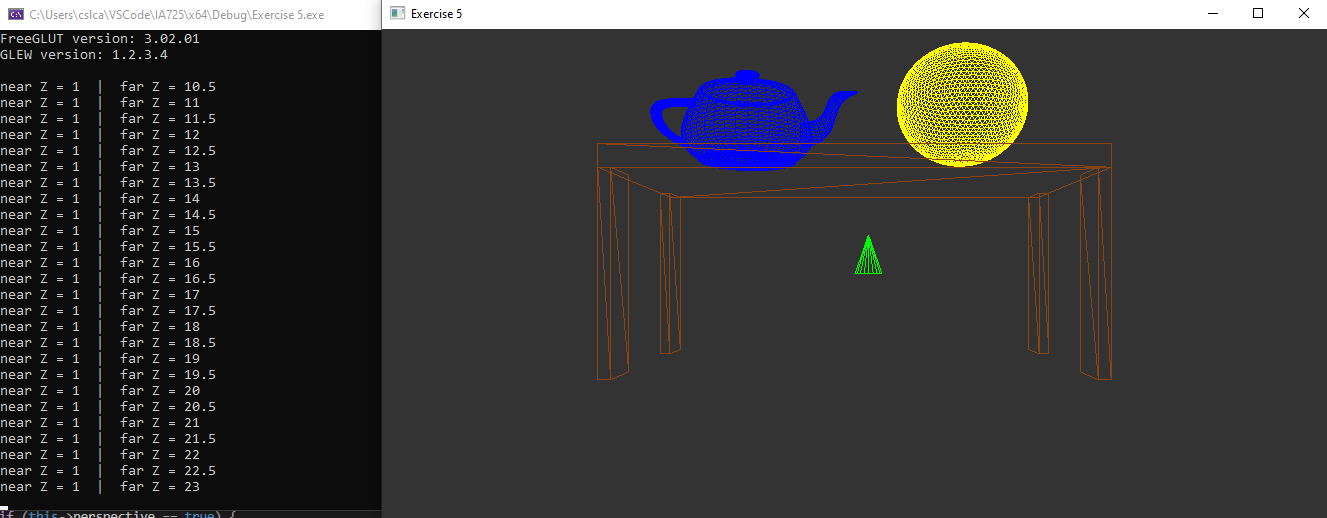 C:\Users\cslca\VSCode\IA725\x64\Debug\Exercise 5.exe
Exercise 5
FreeGLUT version: 3.02.01
GLEW version: 1.2.3.4
near Z = 1 | far Z = 10.5
near Z = 1 | far Z = 11
near Z = 1 | far Z = 11.5
near Z = 1 | far Z = 12
near Z = 1 | far Z = 12.5
near Z = 1 | far Z = 13
near Z = 1 | far Z = 13.5
near Z = 1 | far Z = 14
near Z = 1 | far Z = 14.5
near Z = 1 | far Z = 15
near Z = 1 | far Z = 15.5
near Z = 1 | far Z = 16
near Z = 1 | far Z = 16.5
near Z = 1 | far Z = 17
near Z = 1 | far Z = 17.5
near Z = 1 | far Z = 18
near Z = 1 | far Z = 18.5
near Z = 1 | far Z = 19
near Z = 1 | far Z = 19.5
near Z = 1 | far Z = 20
near Z = 1 | far Z = 20.5
near Z = 1 | far Z = 21
near Z = 1 | far Z = 21.5
near Z = 1 | far Z = 22
near Z = 1 | far Z = 22.5
near Z = 1 | far Z = 23
if (this->perspective == true) {